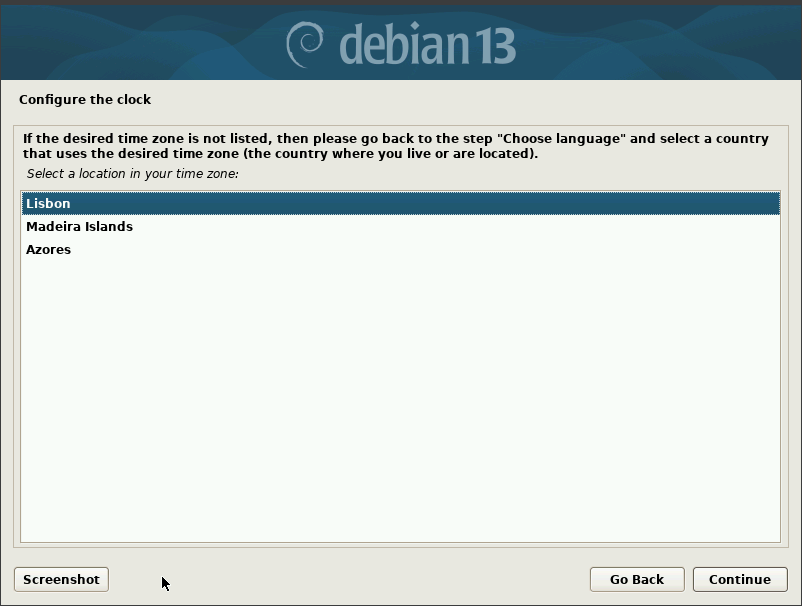 debian 13
Configure the clock
If the desired time zone is not listed, then please go back to the step "Choose language" and select a country
that uses the desired time zone (the country where you live or are located).
Select a location in your time zone:
Lisbon
Madeira Islands
Azores
Screenshot
Go Back
Continue